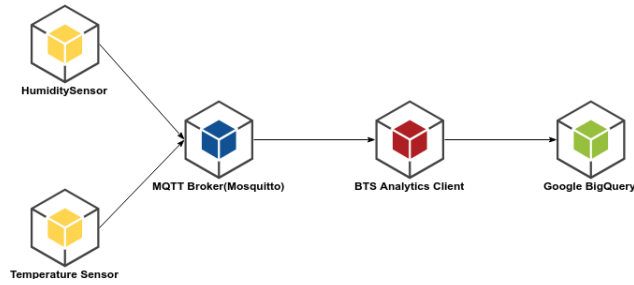 HumiditySensor
MQTT Broker(Mosquitto)
BTS Analytics Client
Google BigQuery
Temperature Sensor